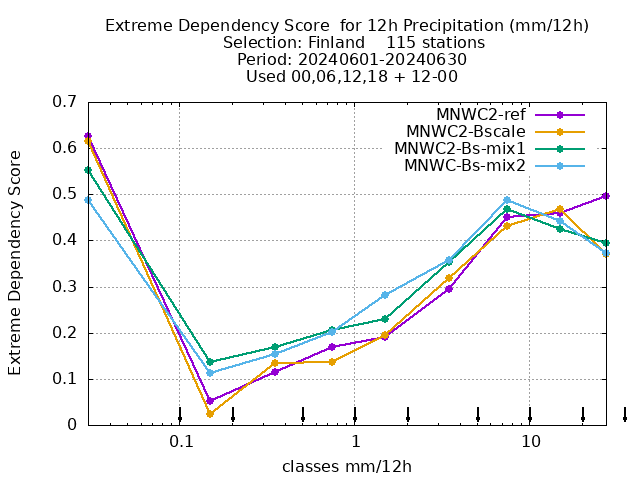 Extreme Dependency Score  for 12h Precipitation (mm/12h)
Selection: Finland    115 stations
Period: 20240601-20240630
Used 00,06,12,18 + 12-00
MNWC2-ref
MNWC2-Bscale
MNWC2-Bs-mix1
MNWC-Bs-mix2
Extreme Dependency Score
0.7
0.6
0.5
0.4
0.3
0.2
0.1
0
0.1
1
10
classes mm/12h